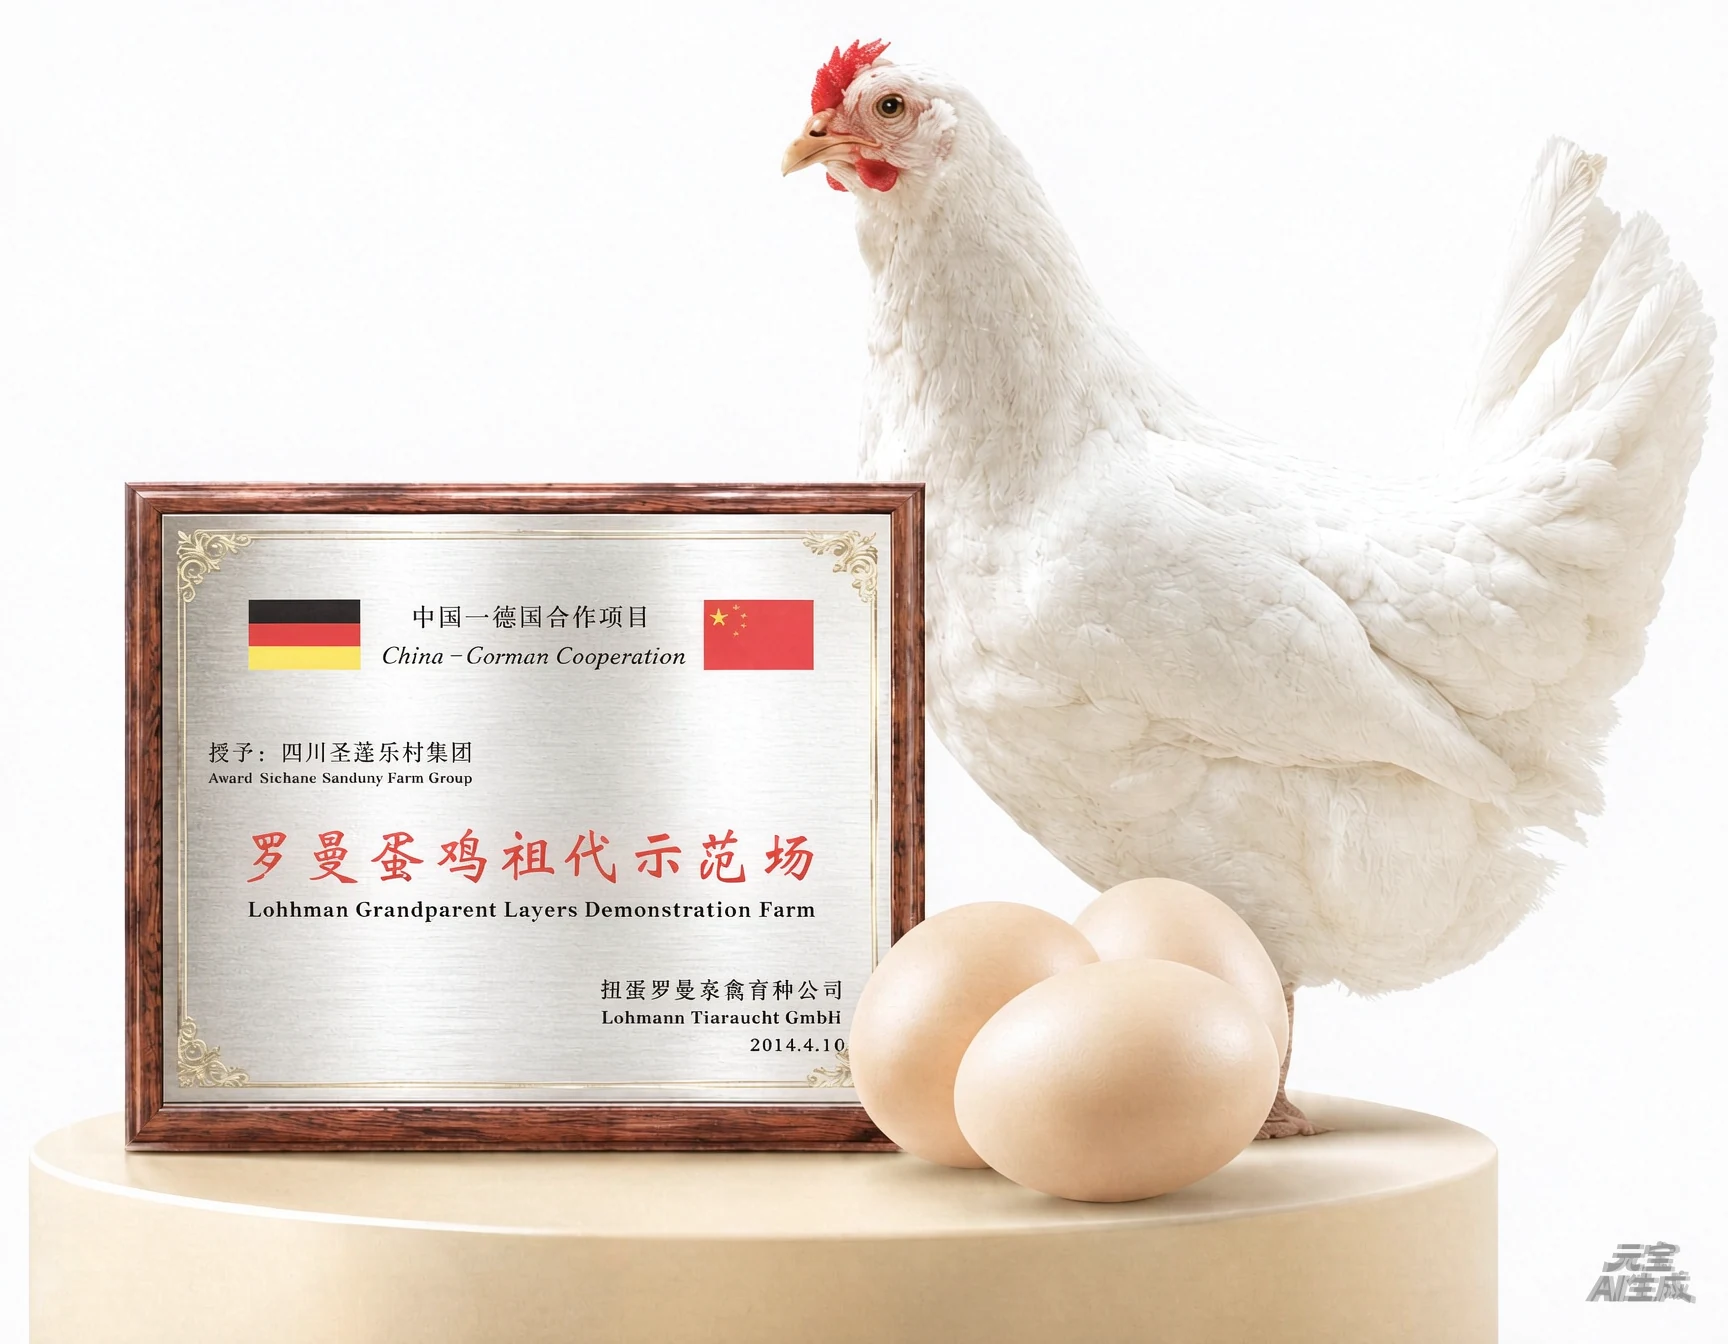 中国一德国合作项目
China – Gorman Cooperation
授予：四川圣莲乐村集团
Award Sichane Sanduny Farm Group
罗曼蛋鸡祖代示范场
Lohhman Grandparent Layers Demonstration Farm
扭蛋罗曼家禽育种公司
Lohmann Tiaraucht GmbH
2014.4.10
元宝
AI生成